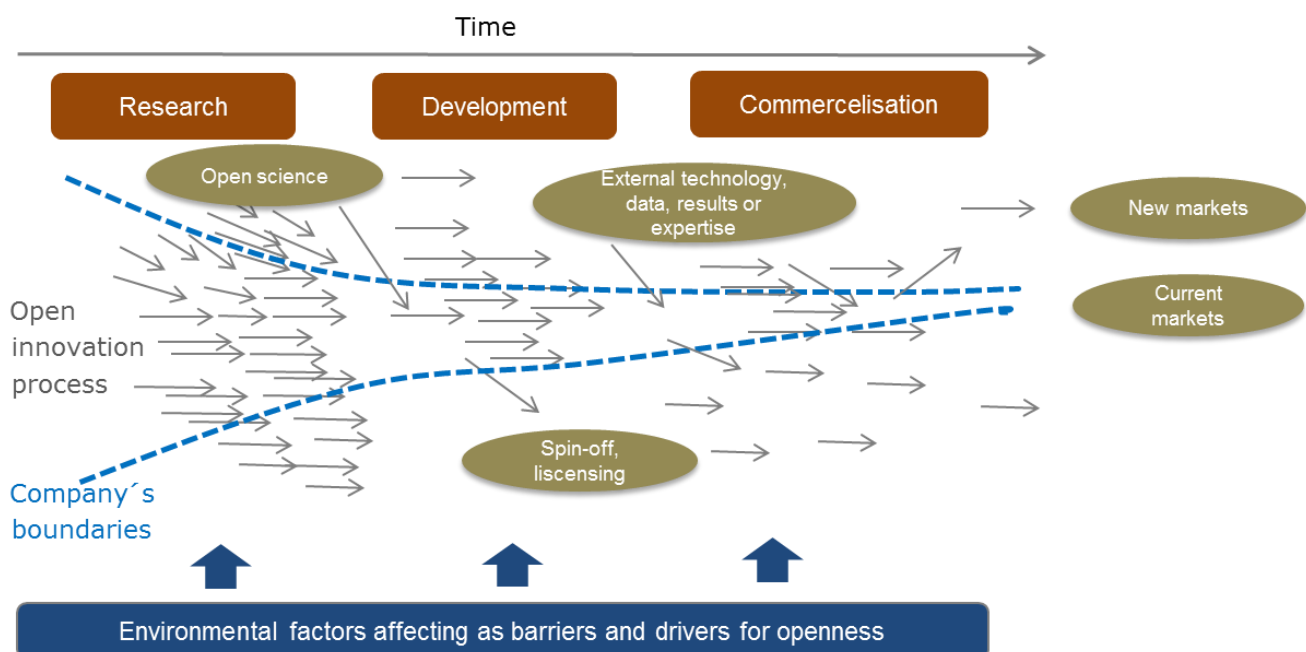 Time
Research
Development
Commercelisation
Open science
External technology,
data, results or
expertise
New markets
Current
markets
Open
innovation
process
Spin-off,
liscensing
Company´s
boundaries
Environmental factors affecting as barriers and drivers for openness